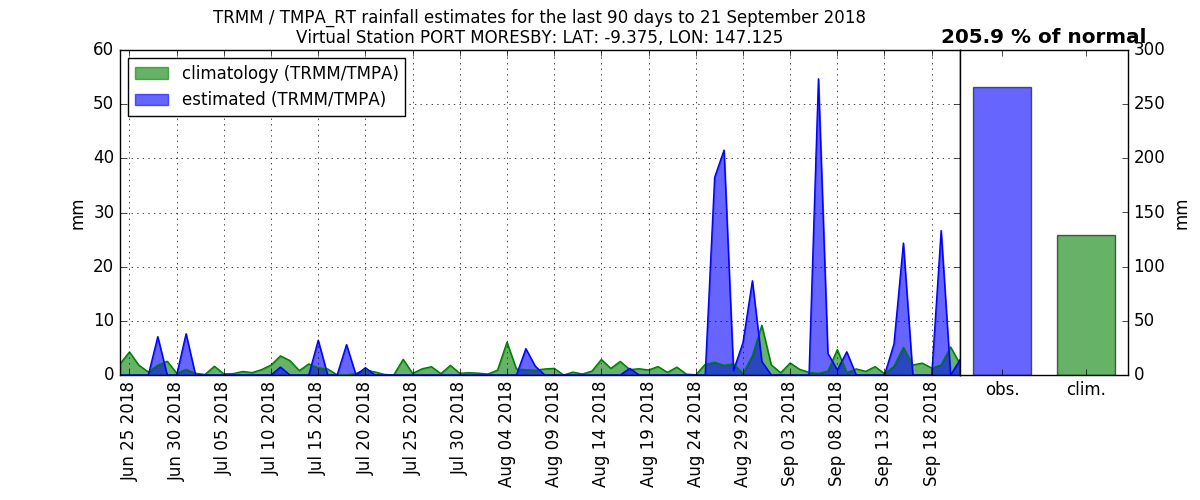 TRMM / TMPA_RT rainfall estimates for the last 90 days to 21 September 2018
Virtual Station PORT MORESBY: LAT: -9.375, LON: 147.125
205.9 % of normal
climatology (TRMM/TMPA)
estimated (TRMM/TMPA)
60
50
40
30
20
10
0
mm
300
250
200
150
100
50
0
mm
Jun 25 2018
Jun 30 2018
Jul 05 2018
Jul 10 2018
Jul 15 2018
Jul 20 2018
Jul 25 2018
Jul 30 2018
Aug 04 2018
Aug 09 2018
Aug 14 2018
Aug 19 2018
Aug 24 2018
Aug 29 2018
Sep 03 2018
Sep 08 2018
Sep 13 2018
Sep 18 2018
obs.
clim.